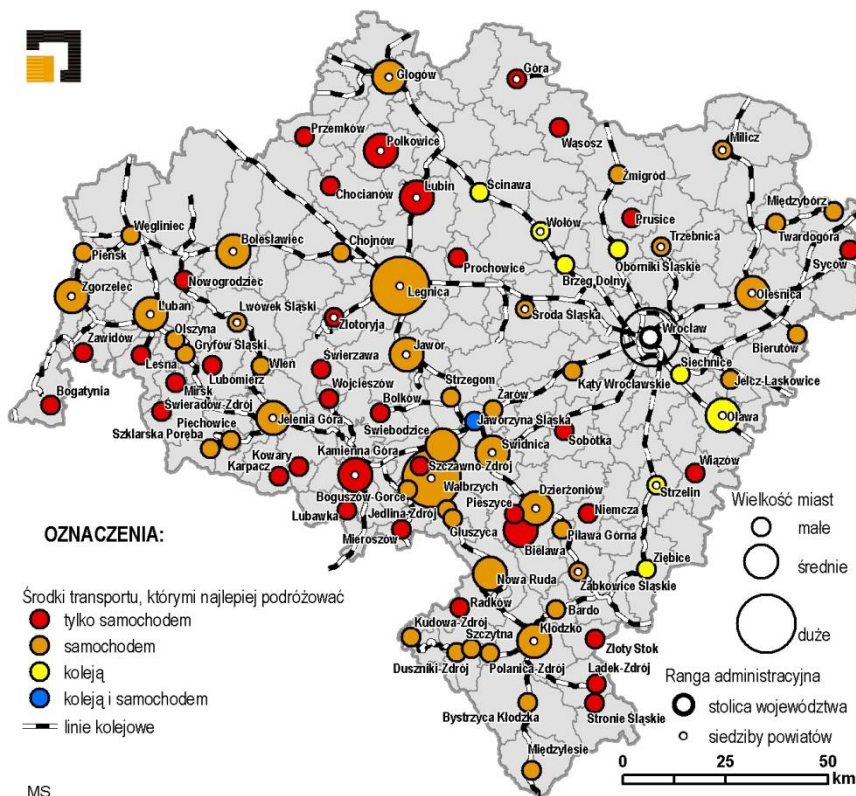 Głogów
Góra
Przemków
Polkowice
Wąsosz
Milicz
Chocianów
Lubin
Ścinawa
Żmigród
Międzybórz
Węgliniec
Bolesławiec
Chojnów
Wołów
Prusice
Trzebnica
Twardogóra
Pieńsk
Syców
Nowogrodziec
Prochowice
Brzeg Dolny
Oborniki Śląskie
Zgorzelec
Legnica
Oleśnica
Lubań
Lwówek Śląski
Złotoryja
Środa Śląska
Wrocław
Olszyna
Zawidów
Gryfów Śląski
Jawor
Bierutów
Leśna
Wleń
Świerzawa
Siechnice
Lubomierz
Strzegom
Żarów
Kąty Wrocławskie
Jelcz-Laskowice
Mirsk
Wojcieszów
Bogatynia
Świeradów-Zdrój
Bolków
Jaworzyna Śląska
Oława
Piechowice
Jelenia Góra
Świebodzice
Świdnica
Sobótka
Szklarska Poręba
Kamienna Góra
Kowary
Szczawno-Zdrój
Karpacz
Wałbrzych
Wiązów
Boguszów-Gorce
Dzierżoniów
Strzelin
Lubawka
Jedlina-Zdrój
Pieszyce
Niemcza
Mieroszów
Głuszyca
Piława Górna
Bielawa
Ziębice
Nowa Ruda
Ząbkowice Śląskie
Radków
Bardo
Kudowa-Zdrój
Kłodzko
Szczytna
Złoty Stok
Duszniki-Zdrój
Polanica-Zdrój
Lądek-Zdrój
Bystrzyca Kłodzka
Stronie Śląskie
Międzylesie
OZNACZENIA:
Środki transportu, którymi najlepiej podróżować
tylko samochodem
samochodem
koleją
koleją i samochodem
linie kolejowe
MS
Wielkość miast
małe
średnie
duże
Ranga administracyjna
stolica województwa
siedziby powiatów
0 25 50
km